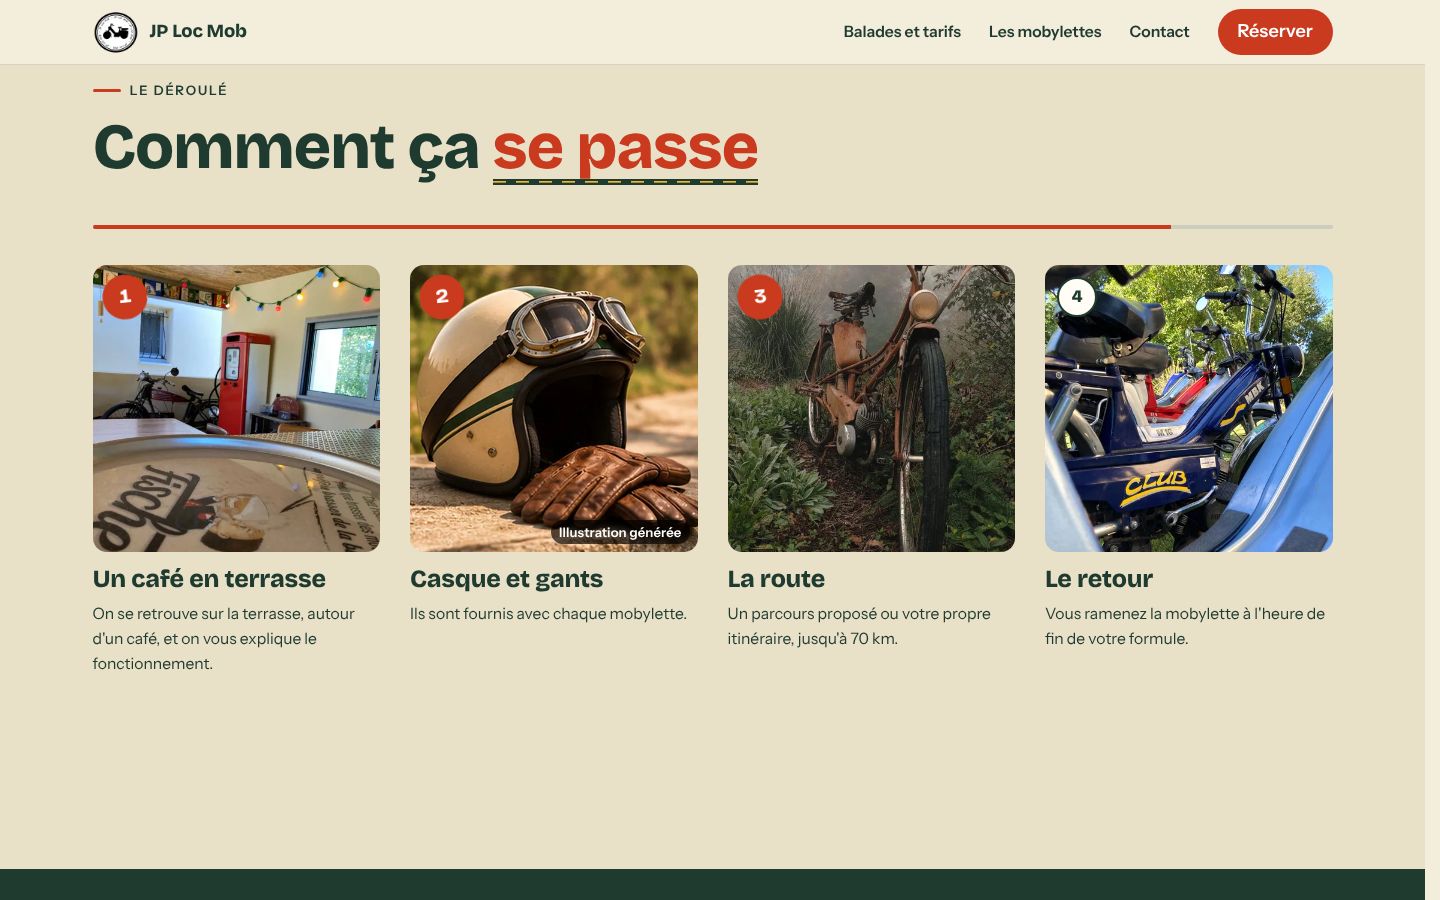 JP Loc Mob
Balades et tarifs
Les mobylettes
Contact
Réserver
LE DÉROULÉ
Comment ça se passe
1
2
3
4
CLUB
Illustration générée
Un café en terrasse
On se retrouve sur la terrasse, autour
d'un café, et on vous explique le
fonctionnement.
Casque et gants
Ils sont fournis avec chaque mobylette.
La route
Un parcours proposé ou votre propre
itinéraire, jusqu'à 70 km.
Le retour
Vous ramenez la mobylette à l'heure de
fin de votre formule.